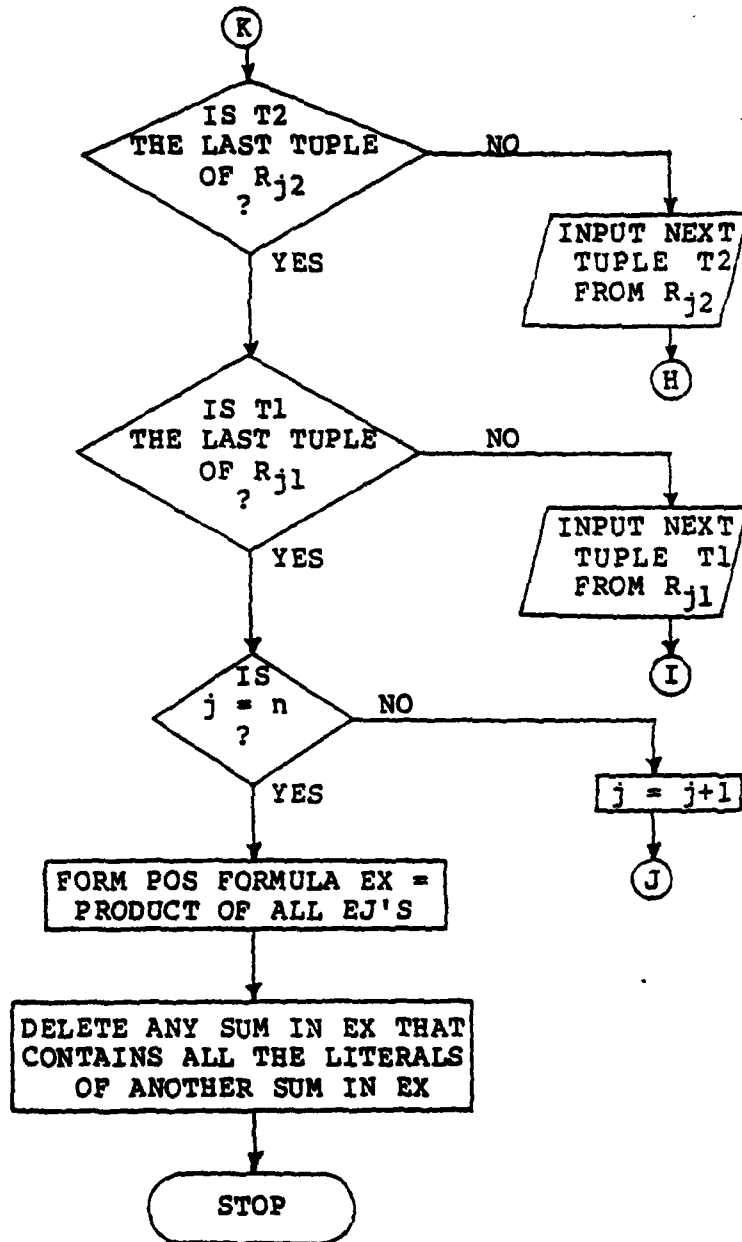 K
IS T2
THE LAST TUPLE
OF Rj2
?
NO
YES
INPUT NEXT
TUPLE T2
FROM Rj2
H
IS T1
THE LAST TUPLE
OF Rj1
?
NO
YES
INPUT NEXT
TUPLE T1
FROM Rj1
I
IS
j = n
?
NO
YES
j = j+1
J
FORM POS FORMULA EX =
PRODUCT OF ALL EJ'S
DELETE ANY SUM IN EX THAT
CONTAINS ALL THE LITERALS
OF ANOTHER SUM IN EX
STOP